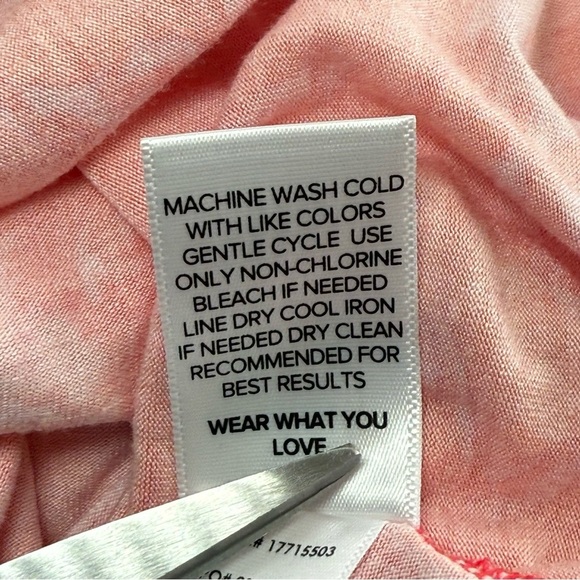 MACHINE WASH COLD
WITH LIKE COLORS
GENTLE CYCLE USE
ONLY NON-CHLORINE
BLEACH IF NEEDED
LINE DRY COOL IRON
IF NEEDED DRY CLEAN
RECOMMENDED FOR
BEST RESULTS
WEAR WHAT YOU
LOVE
# 17715503